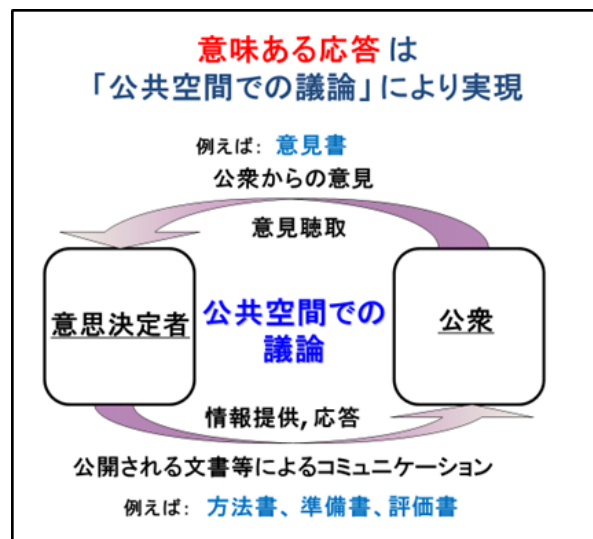 意味ある応答 は
「公共空間での議論」により実現
例えば: 意見書
公衆からの意見
意見聴取
意思決定者
公共空間での
議論
公衆
情報提供, 応答
公開される文書等によるコミュニケーション
例えば: 方法書、準備書、評価書